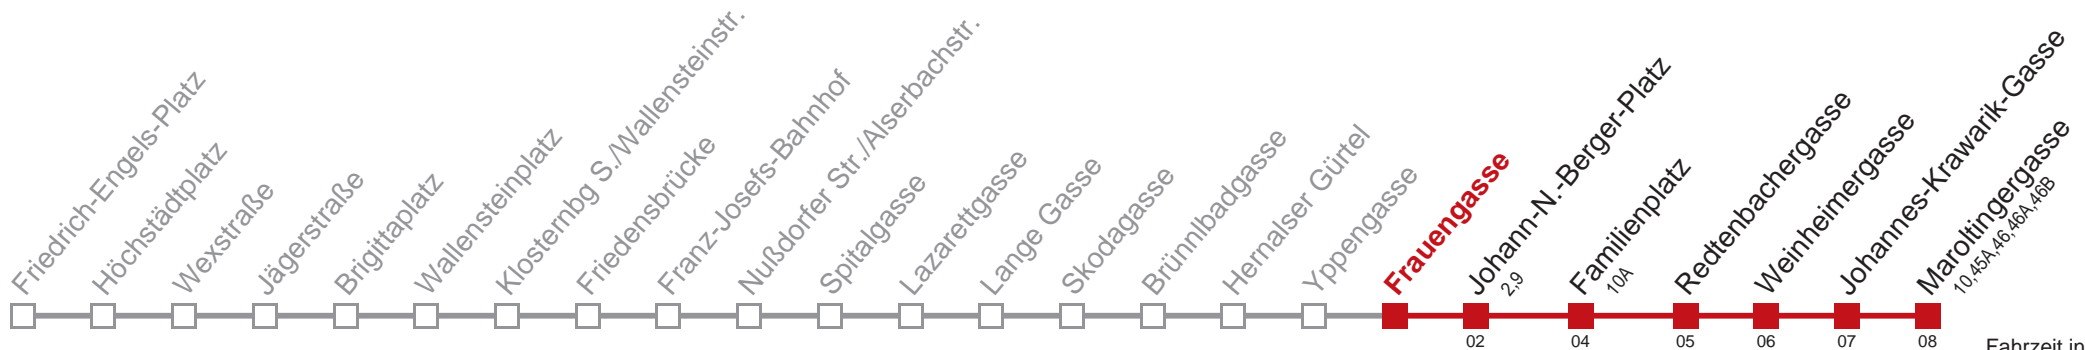 Friedrich-Engels-Platz
Höchstädtplatz
Wexstraße
Jägerstraße
Brigittaplatz
Wallensteinplatz
Klosternbg S./Wallensteinstr.
Friedensbrücke
Franz-Josefs-Bahnhof
Nußdorfer Str./Alserbachstr.
Spitalgasse
Lazarettgasse
Lange Gasse
Skodagasse
Brünnlbadgasse
Hernalser Gürtel
Yppengasse
Frauengasse
Johann-N.-Berger-Platz
2,9
Familienplatz
10A
Redtenbachergasse
Weinheimergasse
Johannes-Krawarik-Gasse
Maroltingergasse
10,45A,46,46A,46B
02 04 05 06 07 08
Fahrzeit in